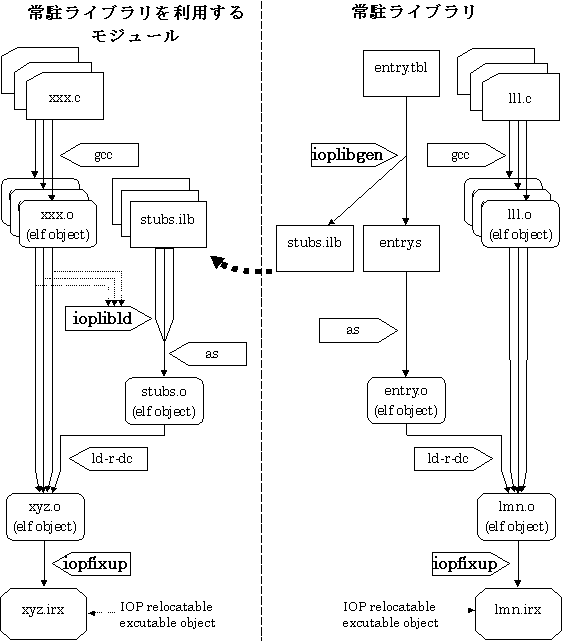 常駐ライブラリを利用する
モジュール
xxx.c
gcc
xxx.o
(elf object)
stubs.ilb
ioplibld
as
stubs.o
(elf object)
ld-r-dc
xyz.o
(elf object)
iopfixup
xyz.irx
IOP relocatable
excutable object
常駐ライブラリ
entry.tbl
lll.c
ioplibgen
gcc
stubs.ilb
entry.s
lll.o
(elf object)
as
entry.o
(elf object)
ld-r-dc
lmn.o
(elf object)
iopfixup
IOP relocatable
excutable object
lmn.irx